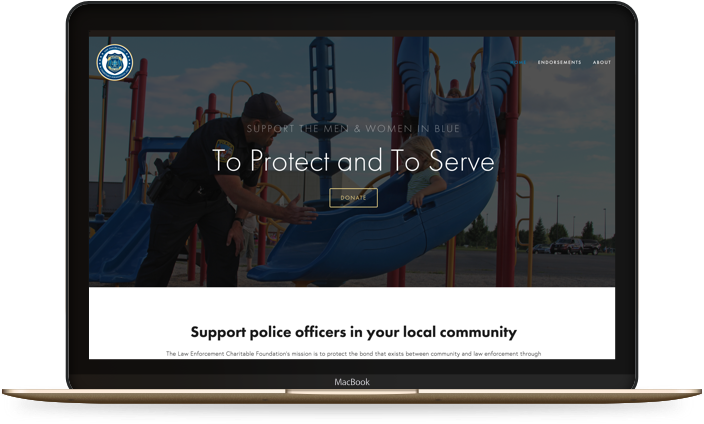 HOME ENDORSEMENTS ABOUT
SUPPORT THE MEN & WOMEN IN BLUE
To Protect and To Serve
DONATE
Support police officers in your local community
The Law Enforcement Charitable Foundation's mission is to protect the bond that exists between community and law enforcement through
MacBook